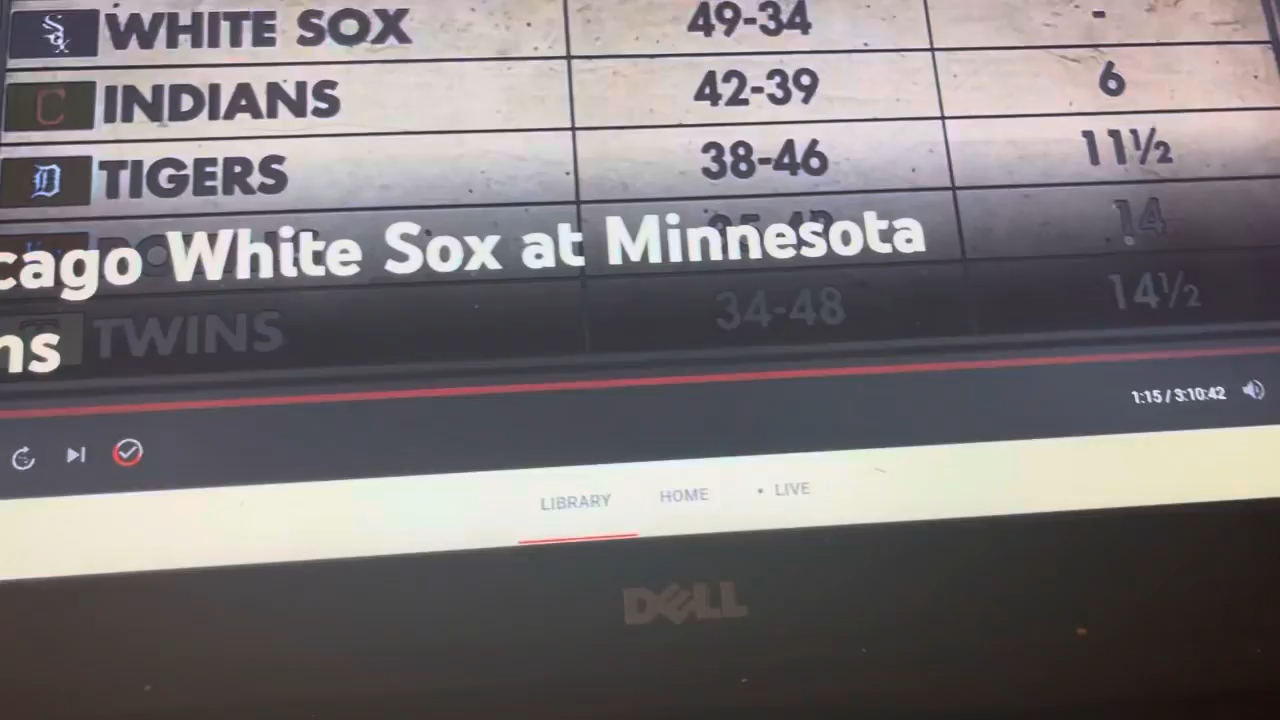 WHITE SOX 49-34 -
INDIANS 42-39 6
TIGERS 38-46 11½
14
cago White Sox at Minnesota
TWINS 34-48 14½
ns
1:15 / 3:10:42
LIBRARY HOME • LIVE
DELL